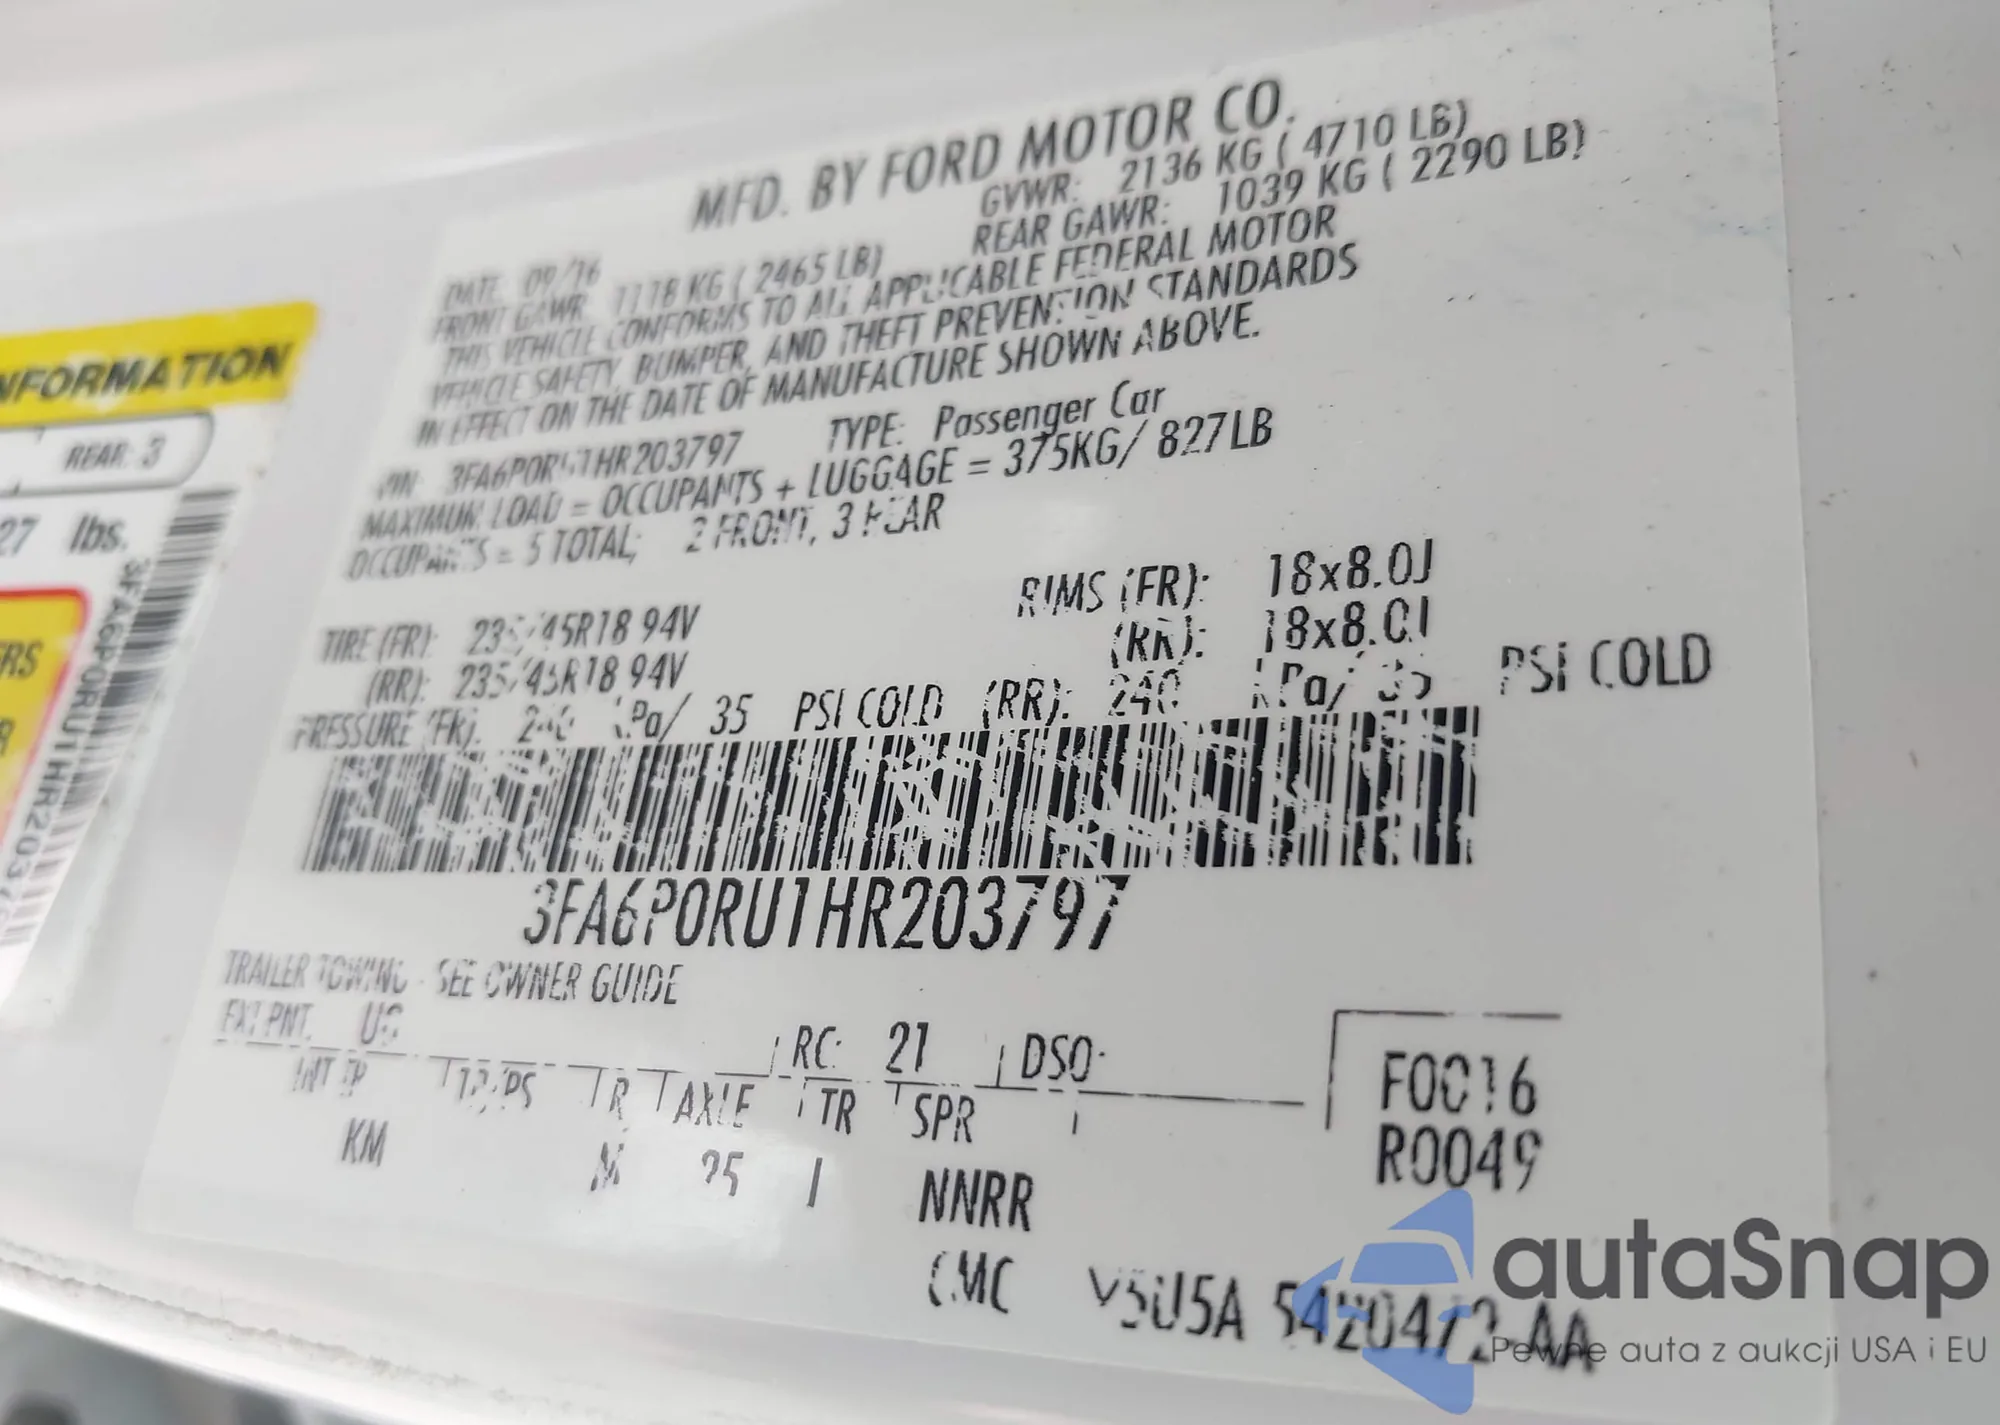 MFD. BY FORD MOTOR CO.
DATE: 09/16 GVWR: 2136 KG ( 4710 LB)
FRONT GAWR: 1118 KG ( 2465 LB) REAR GAWR: 1039 KG ( 2290 LB)
THIS VEHICLE CONFORMS TO ALL APPLICABLE FEDERAL MOTOR
VEHICLE SAFETY, BUMPER, AND THEFT PREVENTION STANDARDS
IN EFFECT ON THE DATE OF MANUFACTURE SHOWN ABOVE.
VIN: 3FA6P0RU1HR203797 TYPE: Passenger Car
MAXIMUM LOAD = OCCUPANTS + LUGGAGE = 375KG/ 827LB
OCCUPANTS = 5 TOTAL; 2 FRONT, 3 REAR
TIRE (FR): 235/45R18 94V RIMS (FR): 18x8.0J
(RR): 235/45R18 94V (RR): 18x8.0J
PRESSURE (FR): 240 kPa/ 35 PSI COLD (RR): 240 kPa/ 35 PSI COLD
3FA6P0RU1HR203797
TRAILER TOWING - SEE OWNER GUIDE
EXT PNT: RC: 21 DSO:
INT TR TP/PS R AXLE TR SPR
KM M 25 NNRR
F0016
R0049
CMC
NFORMATION
REAR: 3
27 lbs.
3FA6P0RU1HR2037
RS
R
autaSnap
Pewne auta z aukcji USA i EU